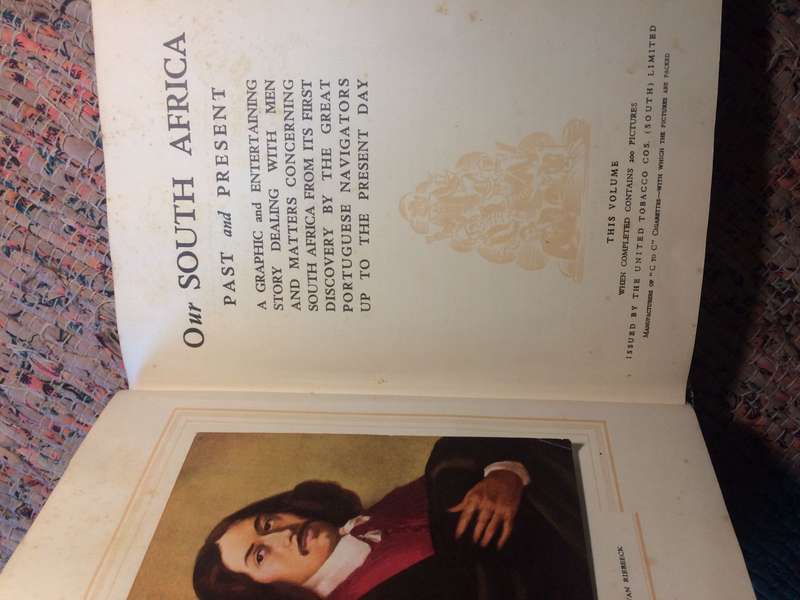 Our SOUTH AFRICA
PAST and PRESENT
A GRAPHIC and ENTERTAINING
STORY DEALING WITH MEN
AND MATTERS CONCERNING
SOUTH AFRICA FROM ITS FIRST
DISCOVERY BY THE GREAT
PORTUGUESE NAVIGATORS
UP TO THE PRESENT DAY
THIS VOLUME
WHEN COMPLETED CONTAINS 200 PICTURES
ISSUED BY THE UNITED TOBACCO COS. (SOUTH) LIMITED
MANUFACTURERS OF "C TO C" CIGARETTES—WITH WHICH THE PICTURES ARE PACKED
VAN RIEBEECK